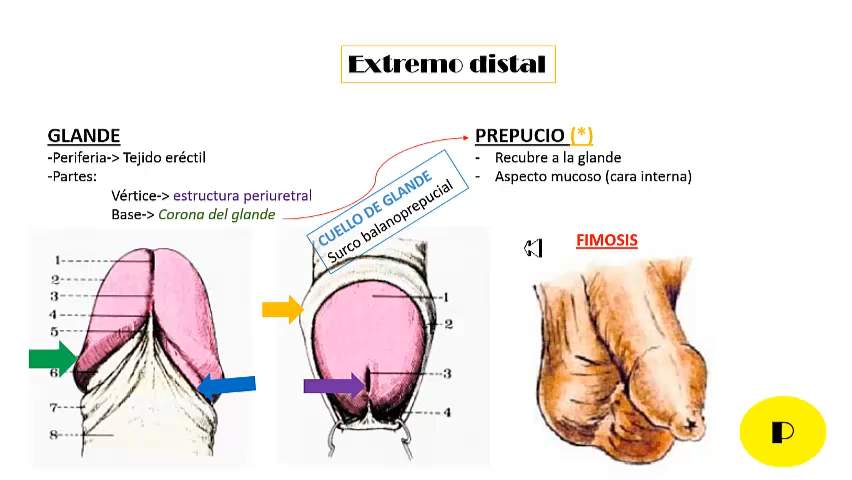 Extremo distal
GLANDE
-Periferia-> Tejido eréctil
-Partes:
Vértice-> estructura periuretral
Base-> Corona del glande
CUELLO DE GLANDE
Surco balanoprepucial
PREPUCIO (*)
- Recubre a la glande
- Aspecto mucoso (cara interna)
FIMOSIS
1
2
3
4
5
6
7
8
1
2
3
4
P